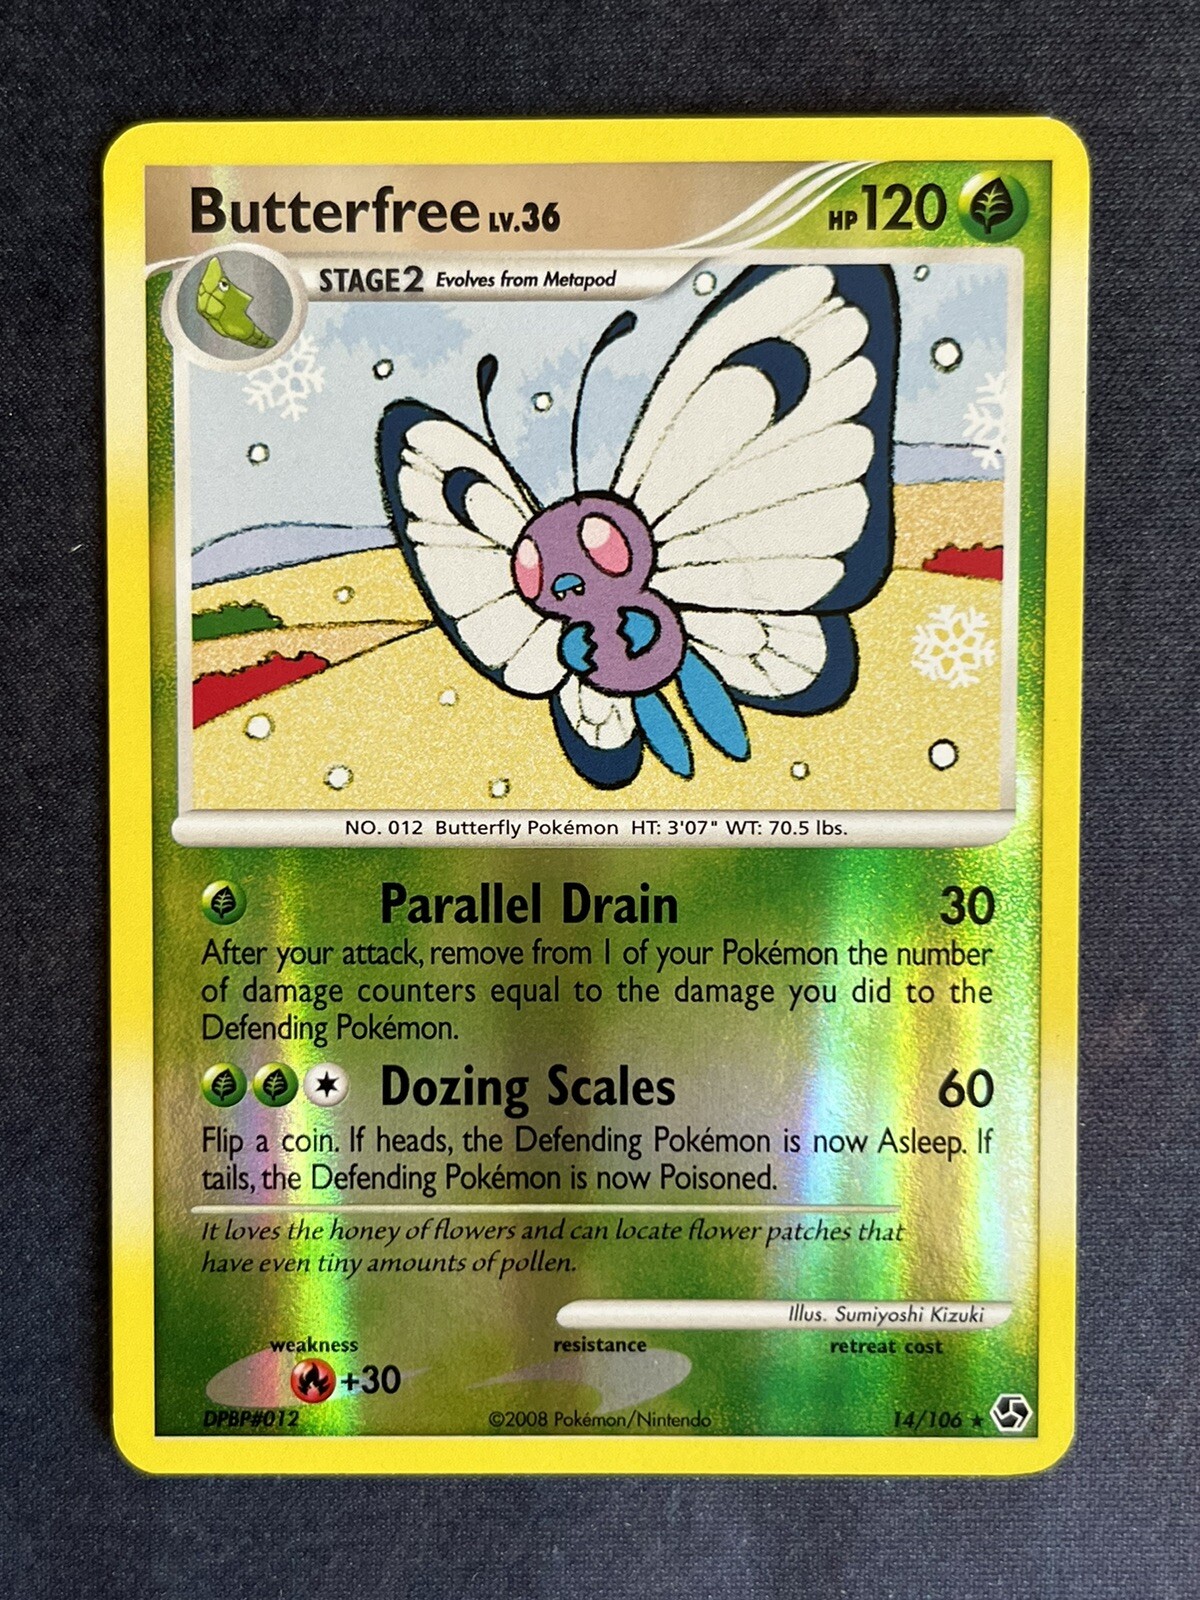 Butterfree LV.36 HP 120
STAGE2 Evolves from Metapod
NO. 012 Butterfly Pokémon HT: 3'07" WT: 70.5 lbs.
Parallel Drain 30
After your attack, remove from 1 of your Pokémon the number
of damage counters equal to the damage you did to the
Defending Pokémon.
Dozing Scales 60
Flip a coin. If heads, the Defending Pokémon is now Asleep. If
tails, the Defending Pokémon is now Poisoned.
It loves the honey of flowers and can locate flower patches that
have even tiny amounts of pollen.
Illus. Sumiyoshi Kizuki
weakness resistance retreat cost
+30
DPBP#012 ©2008 Pokémon/Nintendo 14/106 ★